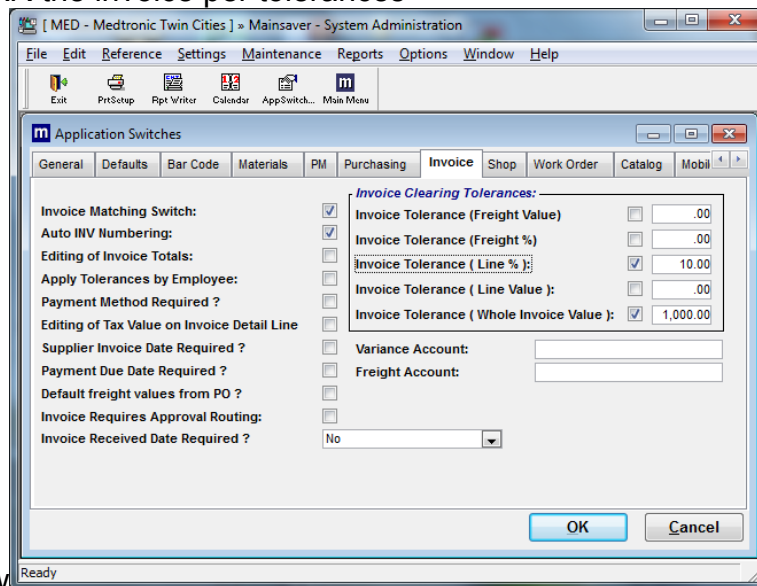 the invoice per tolerances
[ MED - Medtronic Twin Cities ] » Mainsaver - System Administration
File Edit Reference Settings Maintenance Reports Options Window Help
Exit PrtSetup Rpt Writer Calendar AppSwitch... Main Menu
m Application Switches
General Defaults Bar Code Materials PM Purchasing Invoice Shop Work Order Catalog Mobil
Invoice Clearing Tolerances:
Invoice Matching Switch:
Invoice Tolerance (Freight Value) .00
Auto INV Numbering:
Invoice Tolerance (Freight %) .00
Editing of Invoice Totals:
Invoice Tolerance ( Line % ): 10.00
Apply Tolerances by Employee:
Invoice Tolerance ( Line Value ): .00
Payment Method Required ?
Invoice Tolerance ( Whole Invoice Value ): 1,000.00
Editing of Tax Value on Invoice Detail Line
Supplier Invoice Date Required ?
Variance Account:
Payment Due Date Required ?
Freight Account:
Default freight values from PO ?
Invoice Requires Approval Routing:
Invoice Received Date Required ? No
OK Cancel
Ready